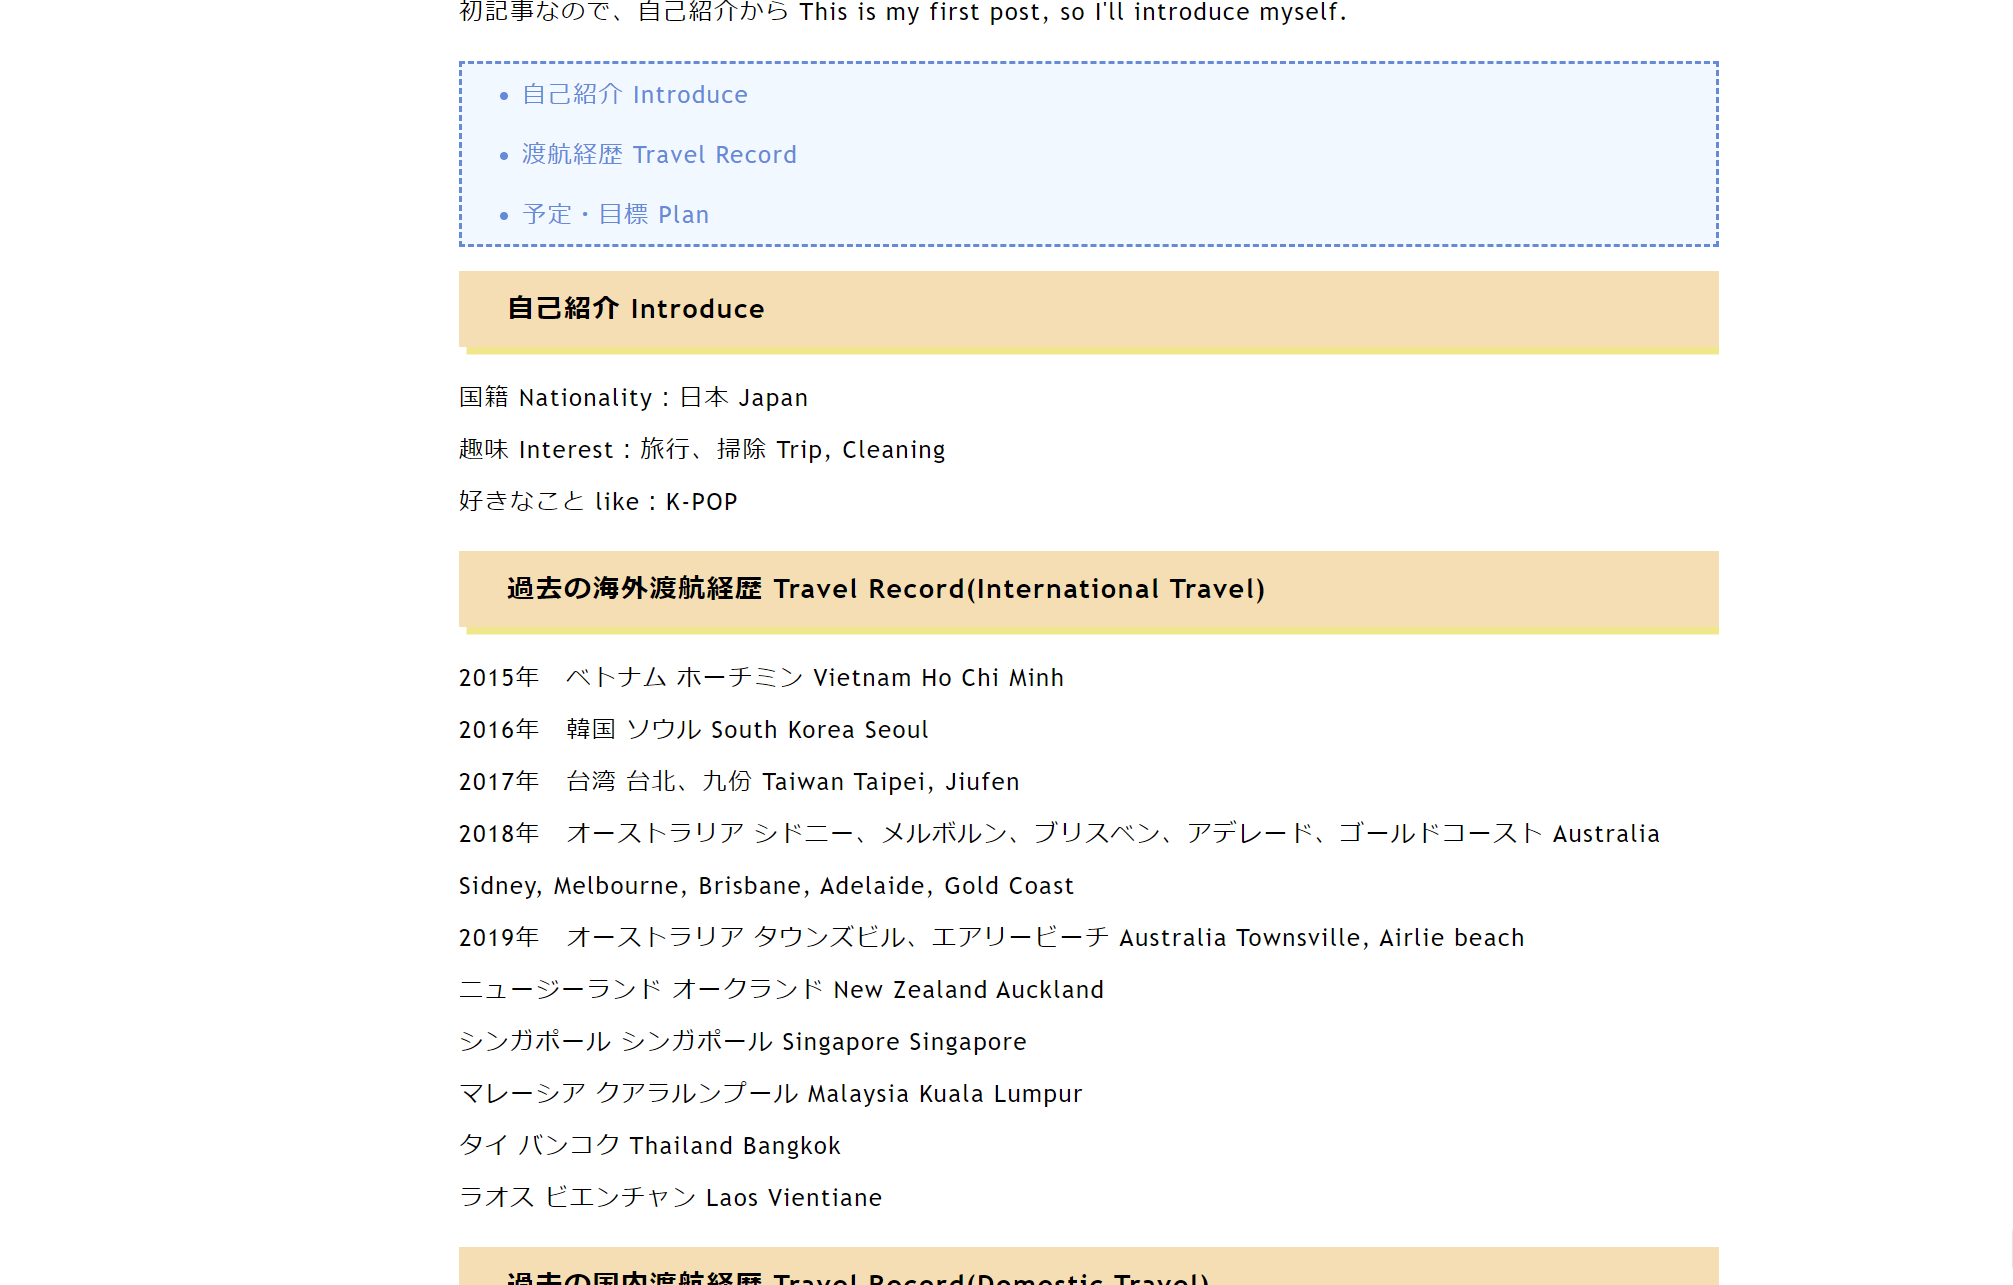 初記事なので、自己紹介から This is my first post, so I'll introduce myself.
自己紹介 Introduce
渡航経歴 Travel Record
予定・目標 Plan
自己紹介 Introduce
国籍 Nationality : 日本 Japan
趣味 Interest : 旅行、掃除 Trip, Cleaning
好きなこと like : K-POP
過去の海外渡航経歴 Travel Record(International Travel)
2015年　ベトナム ホーチミン Vietnam Ho Chi Minh
2016年　韓国 ソウル South Korea Seoul
2017年　台湾 台北、九份 Taiwan Taipei, Jiufen
2018年　オーストラリア シドニー、メルボルン、ブリスベン、アデレード、ゴールドコースト Australia
Sidney, Melbourne, Brisbane, Adelaide, Gold Coast
2019年　オーストラリア タウンズビル、エアリービーチ Australia Townsville, Airlie beach
ニュージーランド オークランド New Zealand Auckland
シンガポール シンガポール Singapore Singapore
マレーシア クアラルンプール Malaysia Kuala Lumpur
タイ バンコク Thailand Bangkok
ラオス ビエンチャン Laos Vientiane
過去の国内渡航経歴 Travel Record(Domestic Travel)